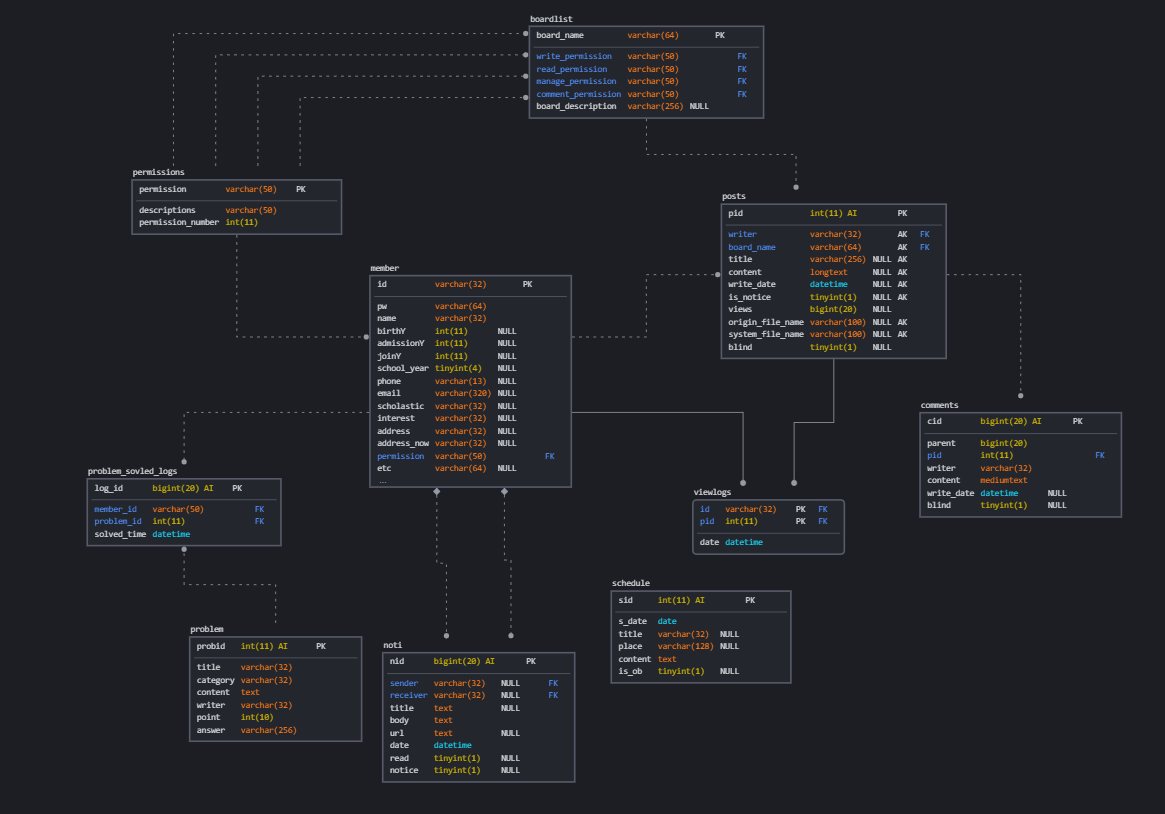 boardlist
board_name varchar(64) PK
write_permission varchar(50) FK
read_permission varchar(50) FK
manage_permission varchar(50) FK
comment_permission varchar(50) FK
board_description varchar(256) NULL
permissions
permission varchar(50) PK
descriptions varchar(50)
permission_number int(11)
posts
pid int(11) AI PK
writer varchar(32) AK FK
board_name varchar(64) AK FK
title varchar(256) NULL AK
content longtext NULL AK
write_date datetime NULL AK
is_notice tinyint(1) NULL AK
views bigint(20) NULL
origin_file_name varchar(100) NULL AK
system_file_name varchar(100) NULL AK
blind tinyint(1) NULL
member
id varchar(32) PK
pw varchar(64)
name varchar(32)
birthY int(11) NULL
admissionY int(11) NULL
joinY int(11) NULL
school_year tinyint(4) NULL
phone varchar(13) NULL
email varchar(320) NULL
scholastic varchar(32) NULL
interest varchar(32) NULL
address varchar(32) NULL
address_now varchar(32) NULL
permission varchar(50) FK
etc varchar(64) NULL
...
comments
cid bigint(20) AI PK
parent bigint(20)
pid int(11) FK
writer varchar(32)
content mediumtext
write_date datetime NULL
blind tinyint(1) NULL
problem_sovled_logs
log_id bigint(20) AI PK
member_id varchar(50) FK
problem_id int(11) FK
solved_time datetime
viewlogs
id varchar(32) PK FK
pid int(11) PK FK
date datetime
schedule
sid int(11) AI PK
s_date date
title varchar(32) NULL
place varchar(128) NULL
content text
is_ob tinyint(1) NULL
problem
probid int(11) AI PK
title varchar(32)
category varchar(32)
content text
writer varchar(32)
point int(10)
answer varchar(256)
noti
nid bigint(20) AI PK
sender varchar(32) NULL FK
receiver varchar(32) NULL FK
title text NULL
body text
url text NULL
date datetime
read tinyint(1) NULL
notice tinyint(1) NULL